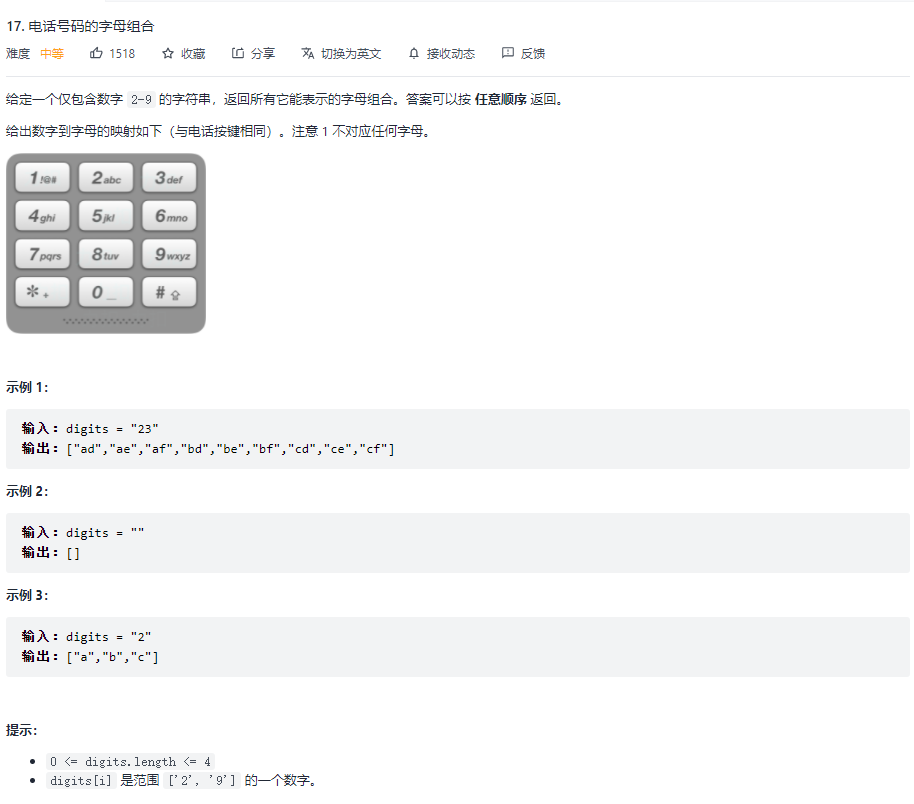 17. 电话号码的字母组合
难度 中等 1518 收藏 分享 切换为英文 接收动态 反馈
给定一个仅包含数字 2-9 的字符串，返回所有它能表示的字母组合。答案可以按 任意顺序 返回。
给出数字到字母的映射如下（与电话按键相同）。注意 1 不对应任何字母。
1 !@# 2 abc 3 def
4 ghi 5 jkl 6 mno
7 pqrs 8 tuv 9 wxyz
* + 0 _ #
示例 1：
输入：digits = "23"
输出：["ad","ae","af","bd","be","bf","cd","ce","cf"]
示例 2：
输入：digits = ""
输出：[]
示例 3：
输入：digits = "2"
输出：["a","b","c"]
提示：
0 <= digits.length <= 4
digits[i] 是范围 ['2', '9'] 的一个数字。